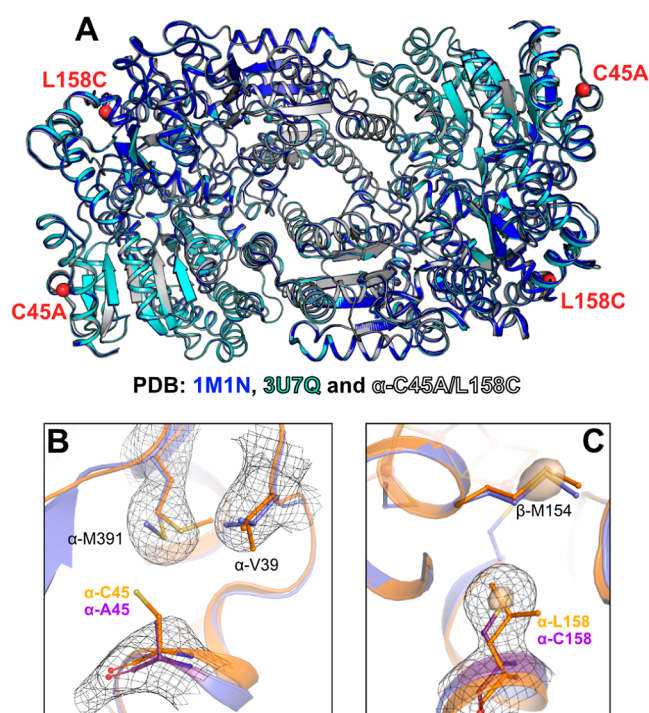 A
L158C
C45A
C45A
L158C
PDB: 1M1N, 3U7Q and α-C45A/L158C
B
α-M391
α-V39
α-C45
α-A45
C
β-M154
α-L158
α-C158